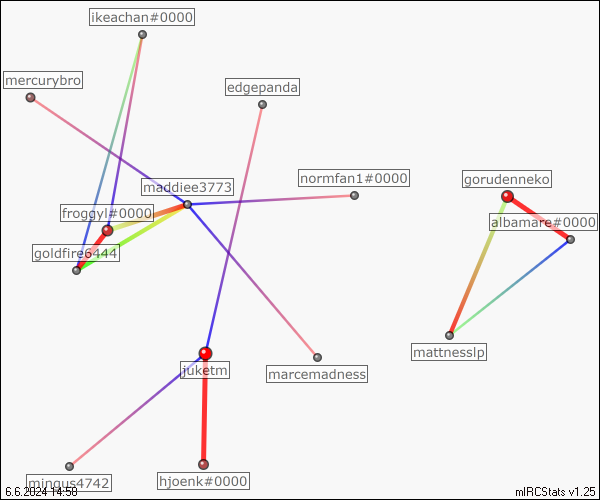 ikeachan#0000
mercurybro
edgepanda
normfan1#0000
gorudenneko
maddiee3773
froggyl#0000
albamare#0000
goldfire6444
mattnesslp
juketm
marcemadness
mingus4742
hjoenk#0000
6.6.2024 14:58
mIRCStats v1.25